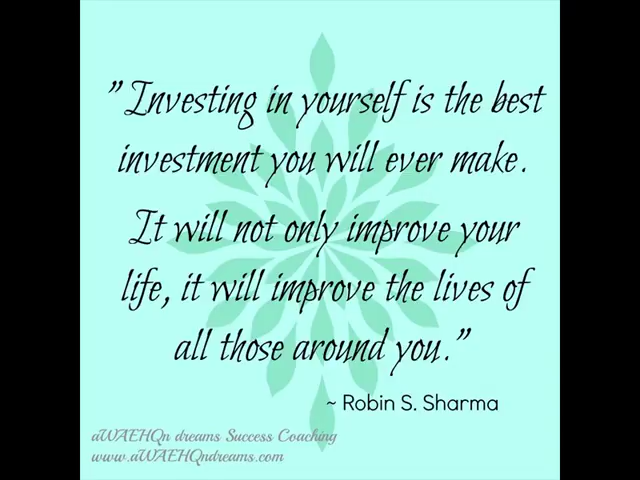 "Investing in yourself is the best
investment you will ever make.
It will not only improve your
life, it will improve the lives of
all those around you."
~ Robin S. Sharma
aWAEHQn dreams Success Coaching
www.aWAEHQndreams.com